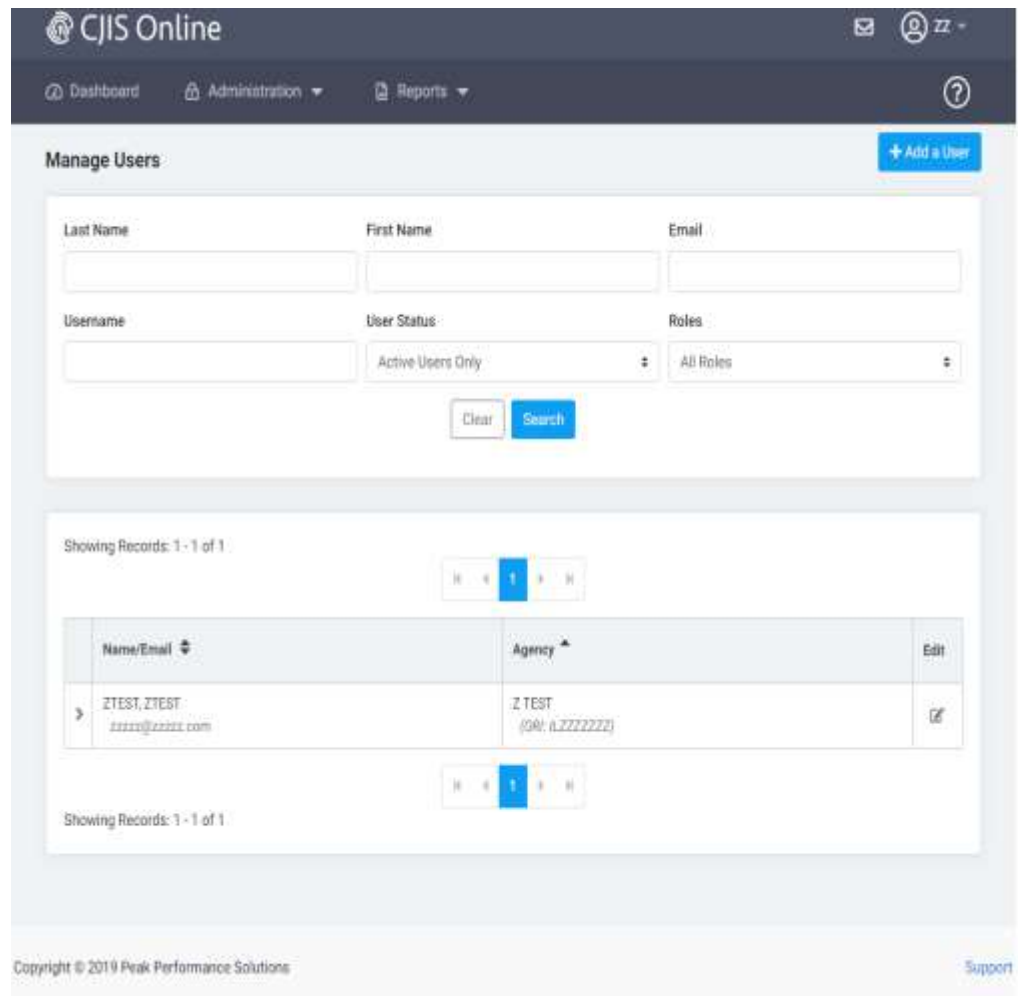 CJIS Online
ZZ
Dashboard Administration Reports
Manage Users
+ Add a User
Last Name First Name Email
Username User Status Roles
Active Users Only All Roles
Clear Search
Showing Records: 1 - 1 of 1
1
Name/Email Agency Edit
ZTEST, ZTEST Z TEST
zzzzz@zzzzz.com (ORI: ILZZZZZZZ)
1
Showing Records: 1 - 1 of 1
Copyright © 2019 Peak Performance Solutions Support